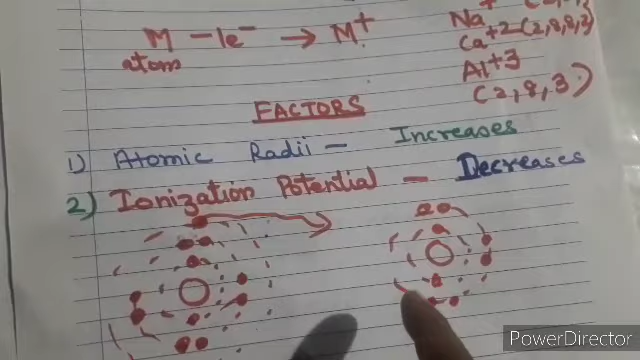 Na+
M – 1e⁻ → M⁺
Ca+2 (2,8,8,2)
atom
Al+3
(2,8,3)
FACTORS
1) Atomic Radii – Increases
2) Ionization Potential – Decreases
PowerDirector